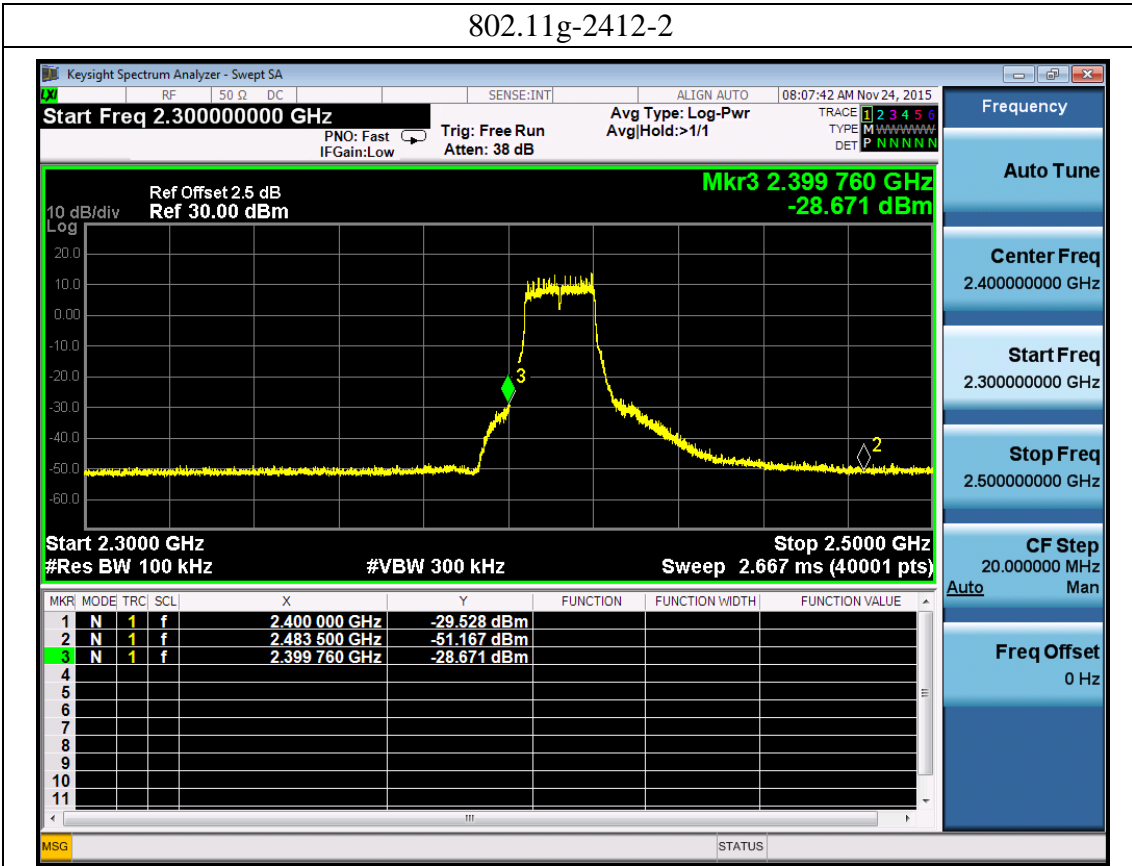 802.11g-2412-2
Keysight Spectrum Analyzer - Swept SA
LXI RF 50 Ω DC SENSE:INT ALIGN AUTO 08:07:42 AM Nov 24, 2015
Start Freq 2.300000000 GHz
PNO: Fast
IFGain:Low
Trig: Free Run
Atten: 38 dB
Avg Type: Log-Pwr
Avg|Hold:>1/1
TRACE 1 2 3 4 5 6
TYPE M WWWWW
DET P N N N N N
Frequency
Auto Tune
Center Freq
2.400000000 GHz
Start Freq
2.300000000 GHz
Stop Freq
2.500000000 GHz
CF Step
20.000000 MHz
Auto Man
Freq Offset
0 Hz
Mkr3 2.399 760 GHz
-28.671 dBm
Ref Offset 2.5 dB
10 dB/div Ref 30.00 dBm
Log
20.0
10.0
0.00
-10.0
-20.0
3
-30.0
-40.0
2
-50.0
-60.0
Start 2.3000 GHz Stop 2.5000 GHz
#Res BW 100 kHz #VBW 300 kHz Sweep 2.667 ms (40001 pts)
MKR MODE TRC SCL X Y FUNCTION FUNCTION WIDTH FUNCTION VALUE
1 N 1 f 2.400 000 GHz -29.528 dBm
2 N 1 f 2.483 500 GHz -51.167 dBm
3 N 1 f 2.399 760 GHz -28.671 dBm
4
5
6
7
8
9
10
11
MSG STATUS